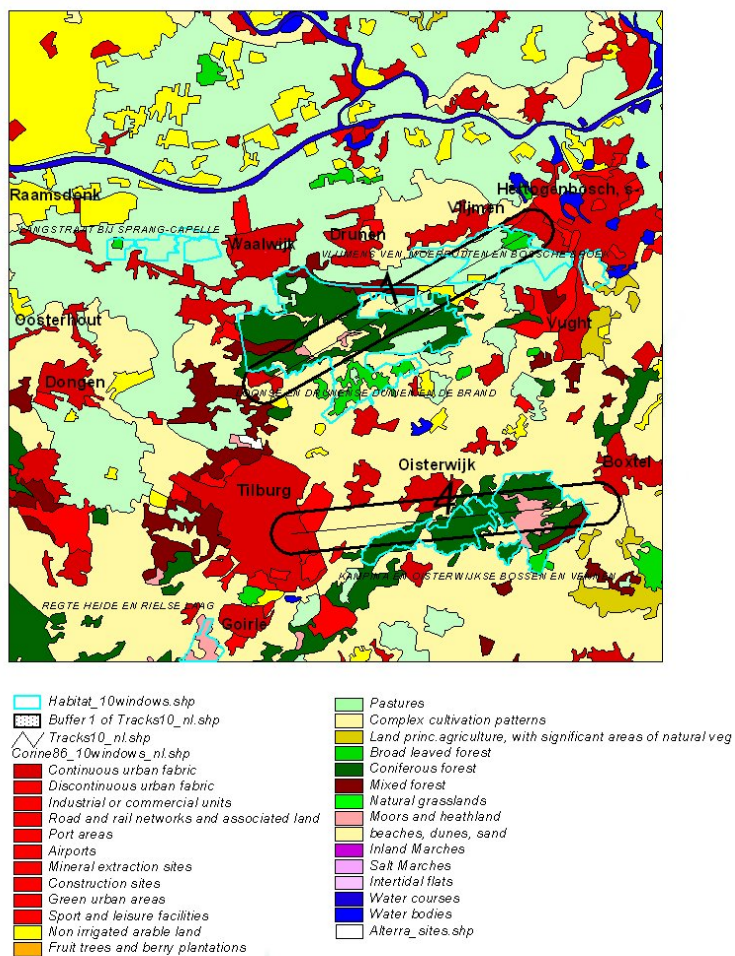 Raamsdonk
Hertogenbosch, s-
Vlijmen
LANGSTRAAT BIJ SPRANG-CAPELLE
Waalwijk
Drunen
VLIJMENS VEN, MOERPUTTEN EN BOSSCHE BROEK
4
Oosterhout
Vught
Dongen
LOONSE EN DRUNENSE DUINEN EN DE BRAND
Oisterwijk
Boxtel
Tilburg
4
KAMPINA EN OISTERWIJKSE BOSSEN EN VENNEN
REGTE HEIDE EN RIELSE LAAG
Goirle
Habitat_10windows.shp
Buffer 1 of Tracks10_nl.shp
Tracks10_nl.shp
Corine86_10windows_nl.shp
Continuous urban fabric
Discontinuous urban fabric
Industrial or commercial units
Road and rail networks and associated land
Port areas
Airports
Mineral extraction sites
Construction sites
Green urban areas
Sport and leisure facilities
Non irrigated arable land
Fruit trees and berry plantations
Pastures
Complex cultivation patterns
Land princ.agriculture, with significant areas of natural veg
Broad leaved forest
Coniferous forest
Mixed forest
Natural grasslands
Moors and heathland
beaches, dunes, sand
Inland Marches
Salt Marches
Intertidal flats
Water courses
Water bodies
Alterra_sites.shp